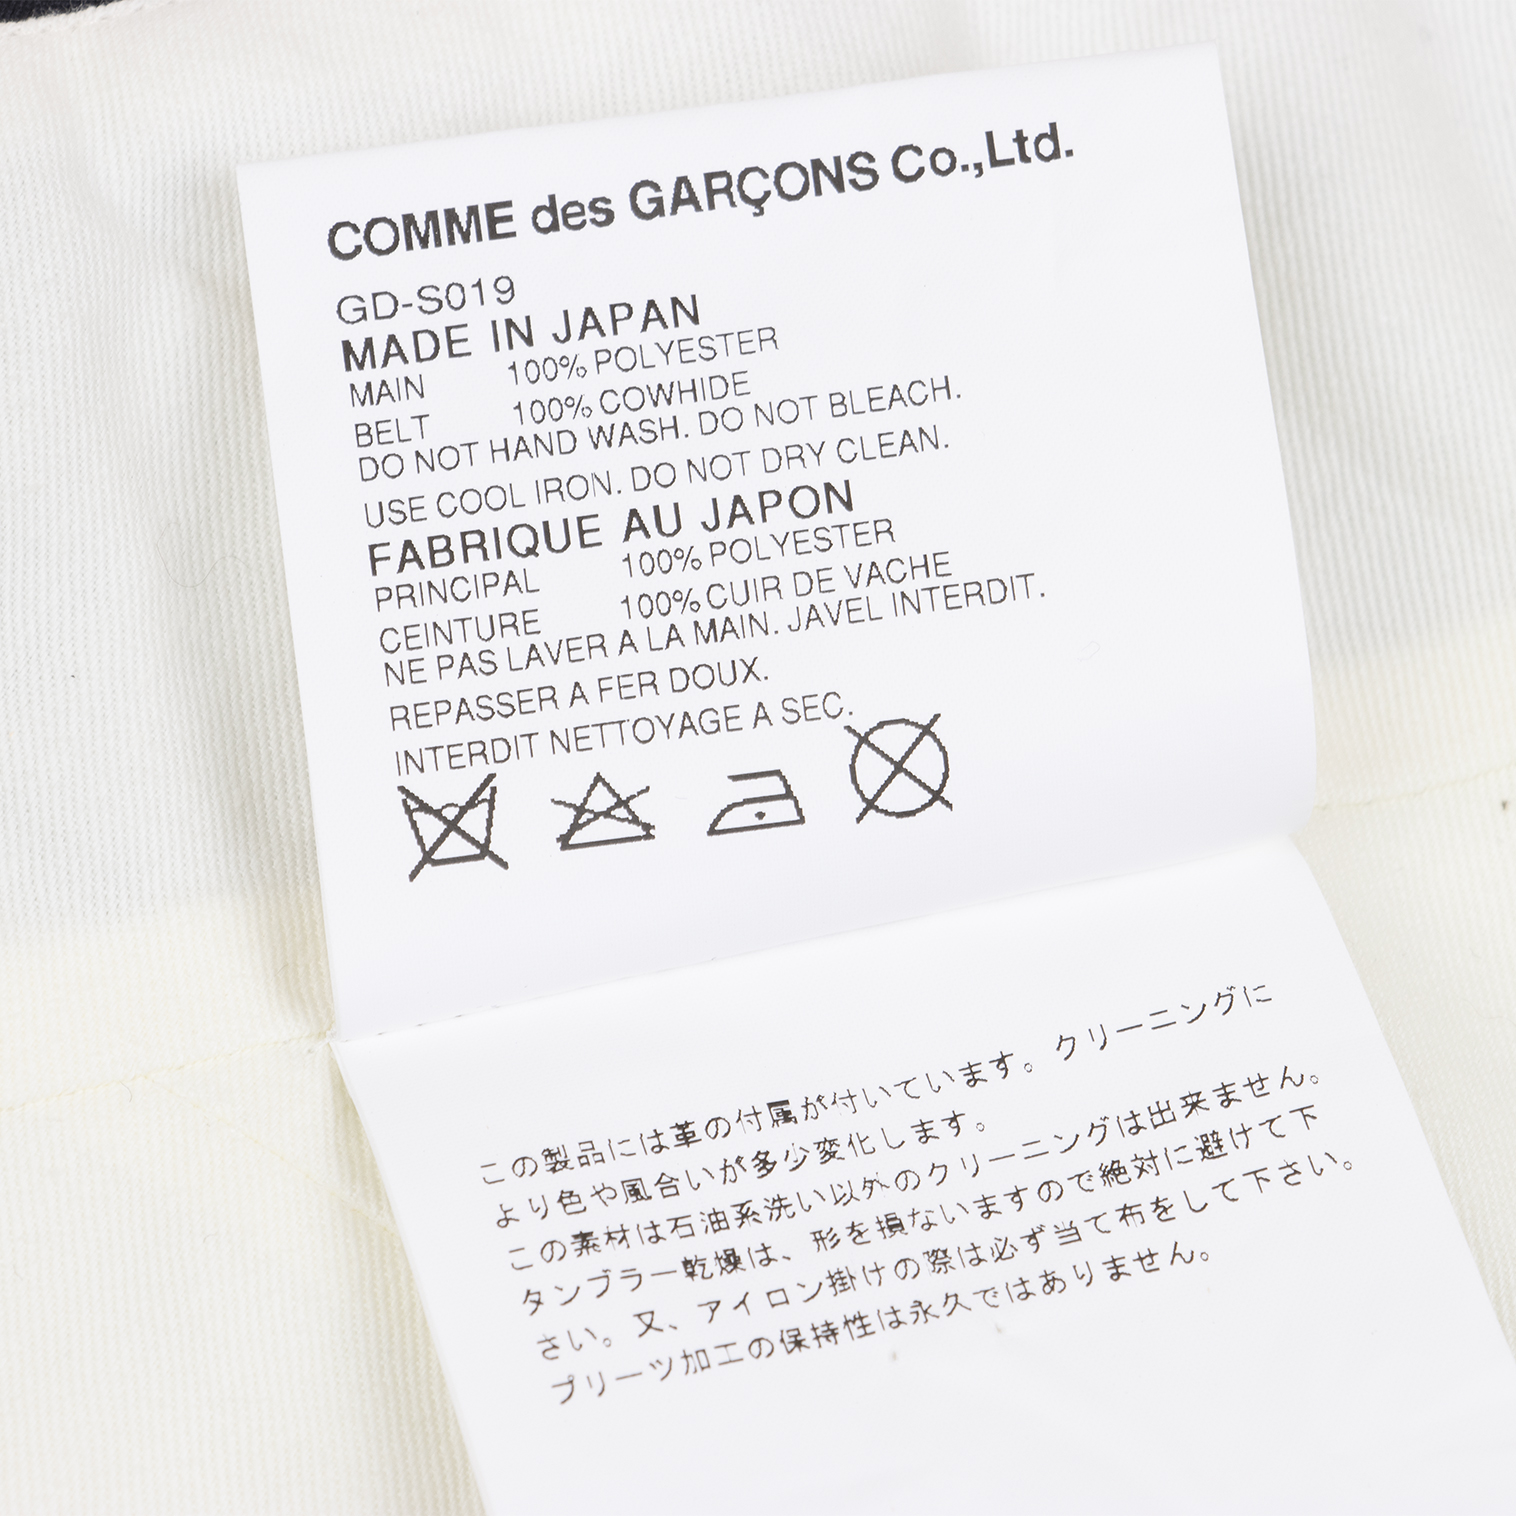 COMME des GARÇONS Co.,Ltd.
GD-S019
MADE IN JAPAN
MAIN 100% POLYESTER
BELT 100% COWHIDE
DO NOT HAND WASH. DO NOT BLEACH.
USE COOL IRON. DO NOT DRY CLEAN.
FABRIQUE AU JAPON
PRINCIPAL 100% POLYESTER
CEINTURE 100% CUIR DE VACHE
NE PAS LAVER A LA MAIN. JAVEL INTERDIT.
REPASSER A FER DOUX.
INTERDIT NETTOYAGE A SEC.
この製品には革の付属が付いています。クリーニングに
より色や風合いが多少変化します。
この素材は石油系洗い以外のクリーニングは出来ません。
タンブラー乾燥は、形を損ないますので絶対に避けて下
さい。又、アイロン掛けの際は必ず当て布をして下さい。
プリーツ加工の保持性は永久ではありません。